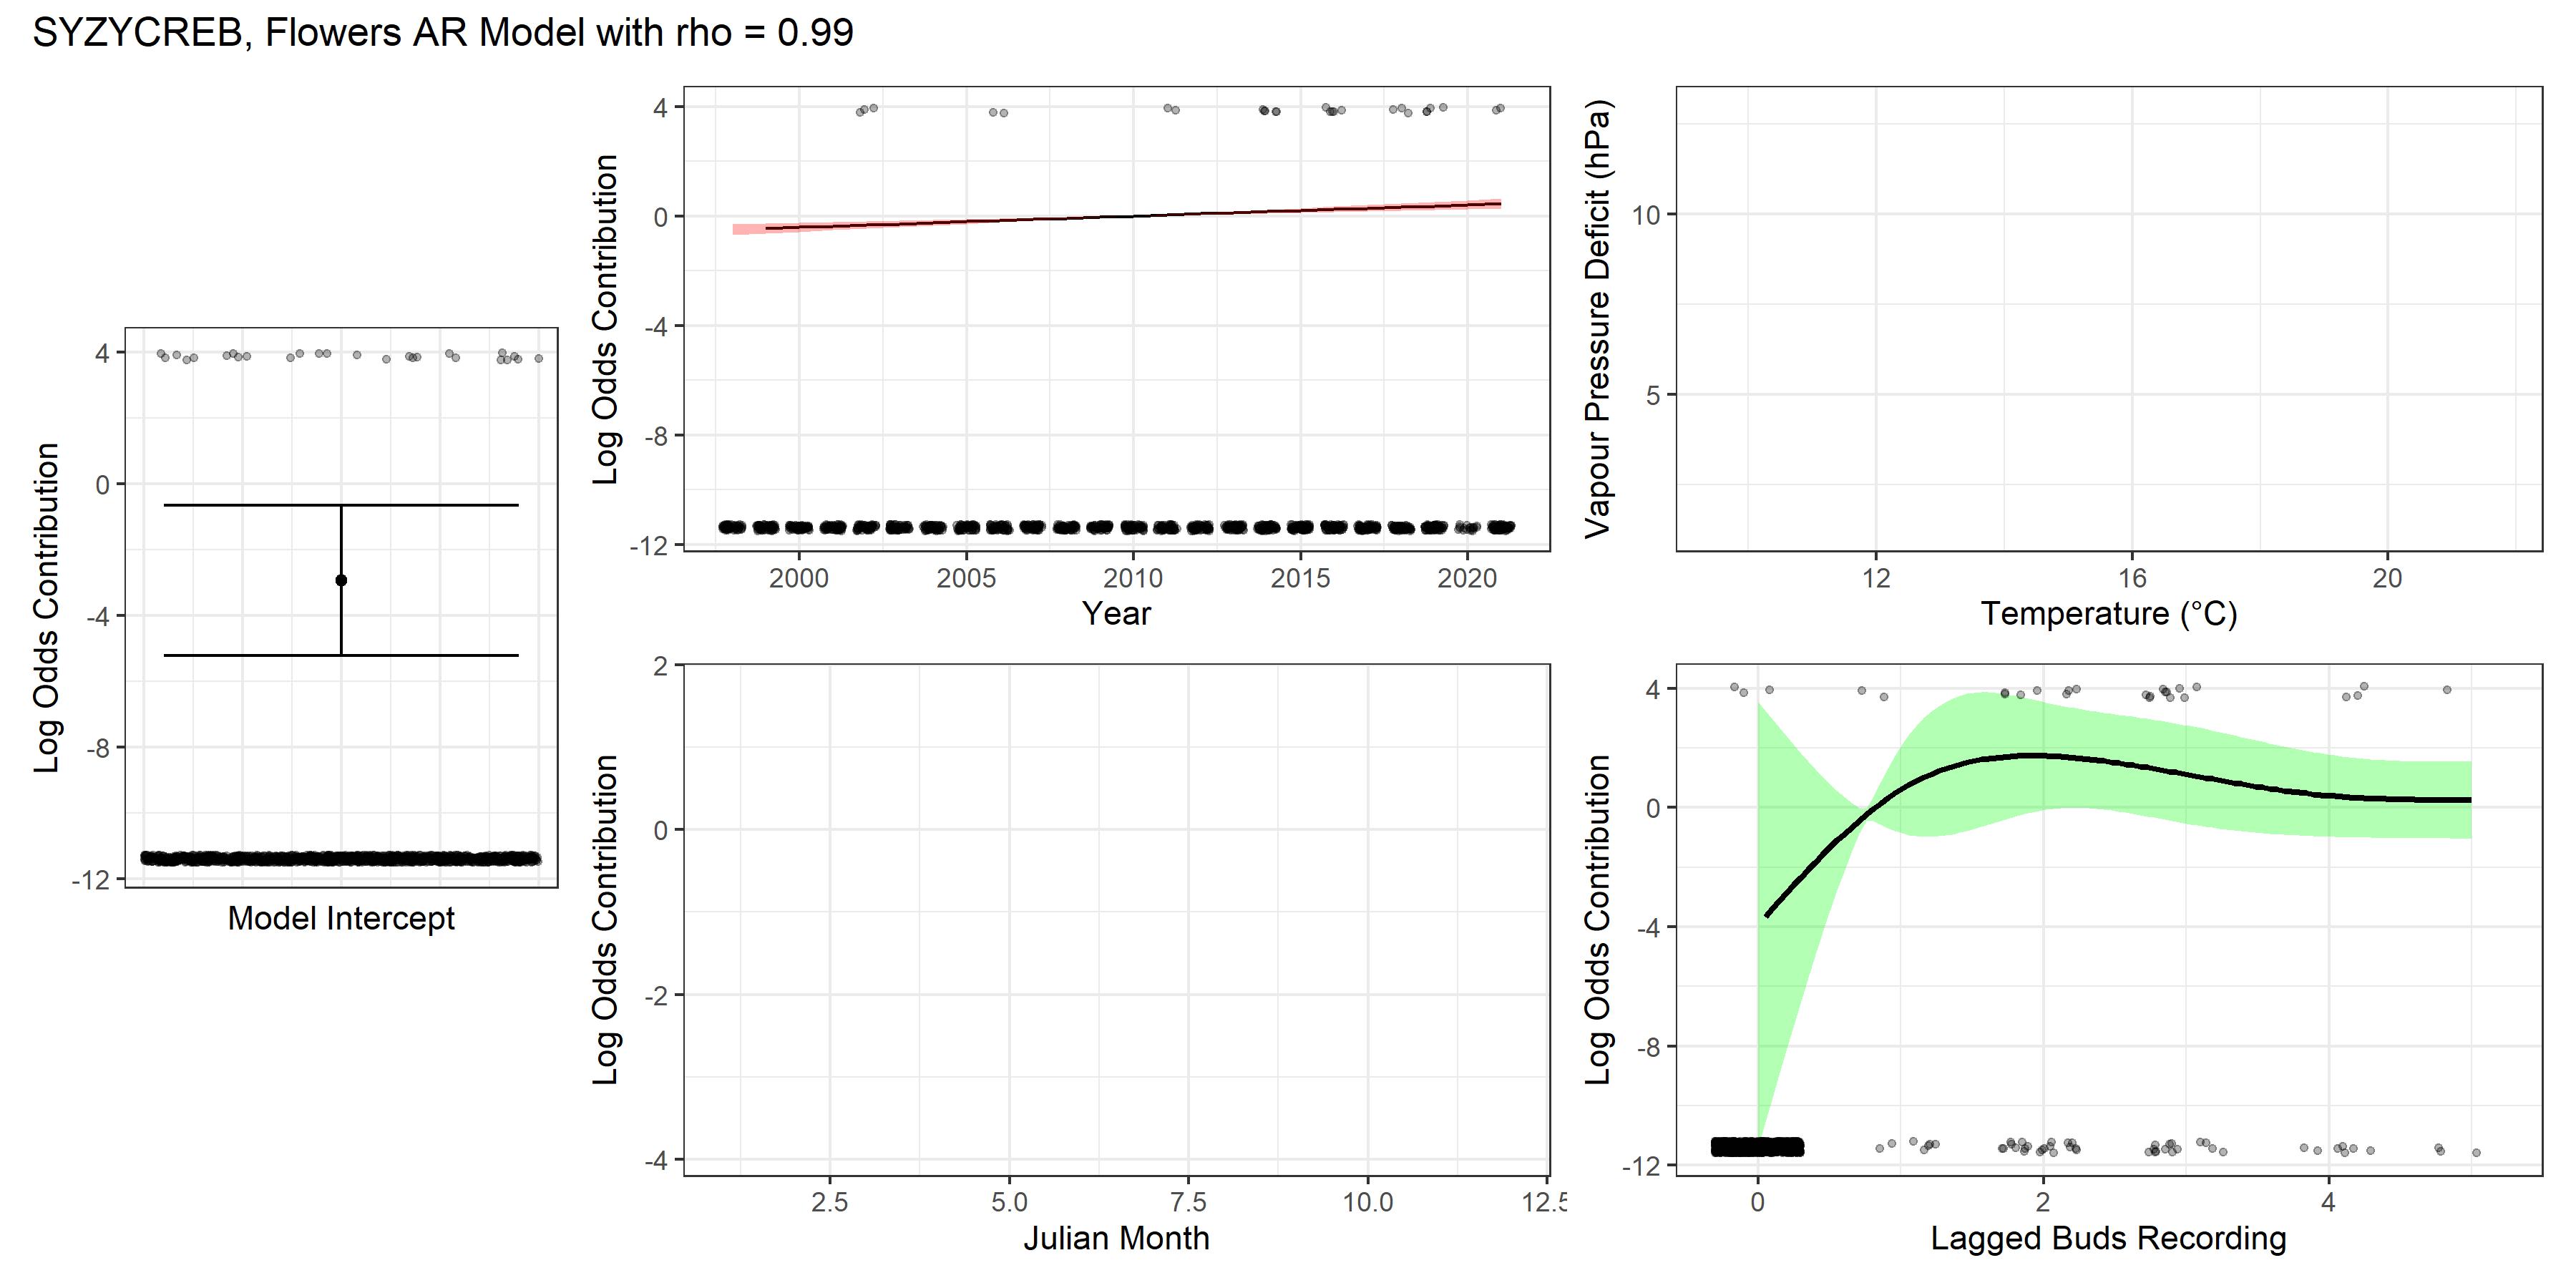 SYZYCREB, Flowers AR Model with rho = 0.99
Log Odds Contribution
4
0
-4
-8
-12
Model Intercept
Log Odds Contribution
4
0
-4
-8
-12
2000 2005 2010 2015 2020
Year
Vapour Pressure Deficit (hPa)
10
5
12 16 20
Temperature (°C)
Log Odds Contribution
2
0
-2
-4
2.5 5.0 7.5 10.0 12.5
Julian Month
Log Odds Contribution
4
0
-4
-8
-12
0 2 4
Lagged Buds Recording